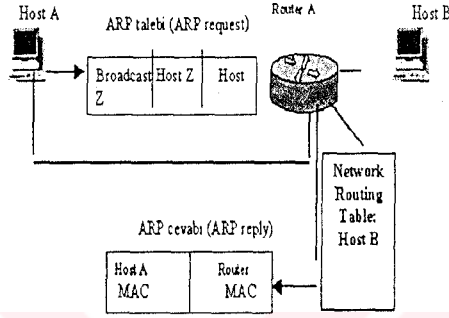 Host A
ARP talebi (ARP request)
Router A
Host B
Broadcast Host Z Host
Z
Network
Routing
Table:
Host B
ARP cevabı (ARP reply)
Host A Router
MAC MAC